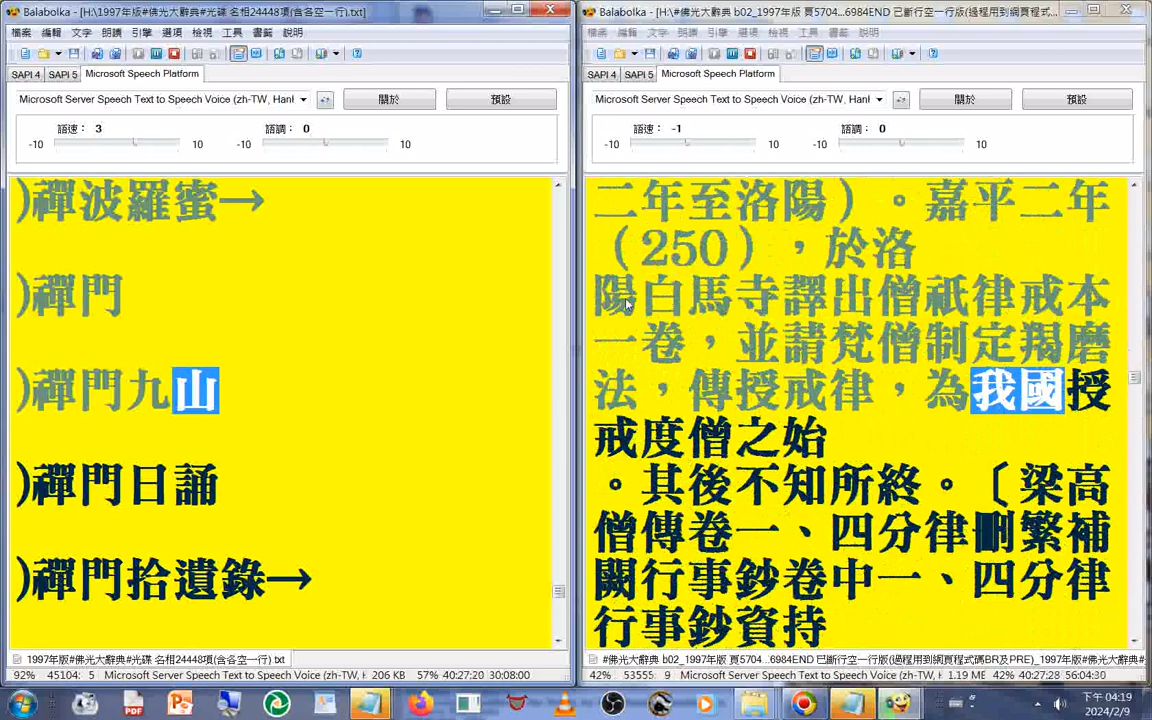 Balabolka - [H:\1997年版#佛光大辭典#光碟 名相24448項(含各空一行).txt]
檔案 編輯 文字 朗讀 引擎 選項 檢視 工具 書籤 說明
SAPI 4 SAPI 5 Microsoft Speech Platform
Microsoft Server Speech Text to Speech Voice (zh-TW, Hanl
關於
預設
語速： 3
語調： 0
-10 10 -10 10
)禪波羅蜜→
)禪門
)禪門九山
)禪門日誦
)禪門拾遺錄→
1997年版#佛光大辭典#光碟 名相24448項(含各空一行).txt
92% 45104: 5 Microsoft Server Speech Text to Speech Voice (zh-TW, H 206 KB 57% 40:27:20 30:08:00
Balabolka - [H:\#佛光大辭典 b02_1997年版 頁5704...6984END 已斷行空一行版(過程用到網頁程式...
檔案 編輯 文字 朗讀 引擎 選項 檢視 工具 書籤 說明
SAPI 4 SAPI 5 Microsoft Speech Platform
Microsoft Server Speech Text to Speech Voice (zh-TW, Hanl
關於
預設
語速： -1
語調： 0
-10 10 -10 10
二年至洛陽）。嘉平二年
（250），於洛
陽白馬寺譯出僧祇律戒本
一卷，並請梵僧制定羯磨
法，傳授戒律，為我國授
戒度僧之始
。其後不知所終。〔梁高
僧傳卷一、四分律刪繁補
闕行事鈔卷中一、四分律
行事鈔資持
#佛光大辭典 b02_1997年版 頁5704...6984END 已斷行空一行版(過程用到網頁程式碼BR及PRE)_1997年版#佛光大辭典#
42% 53555: 9 Microsoft Server Speech Text to Speech Voice (zh-TW, H 1.19 ME 42% 40:27:28 56:04:30
下午 04:19
2024/2/9